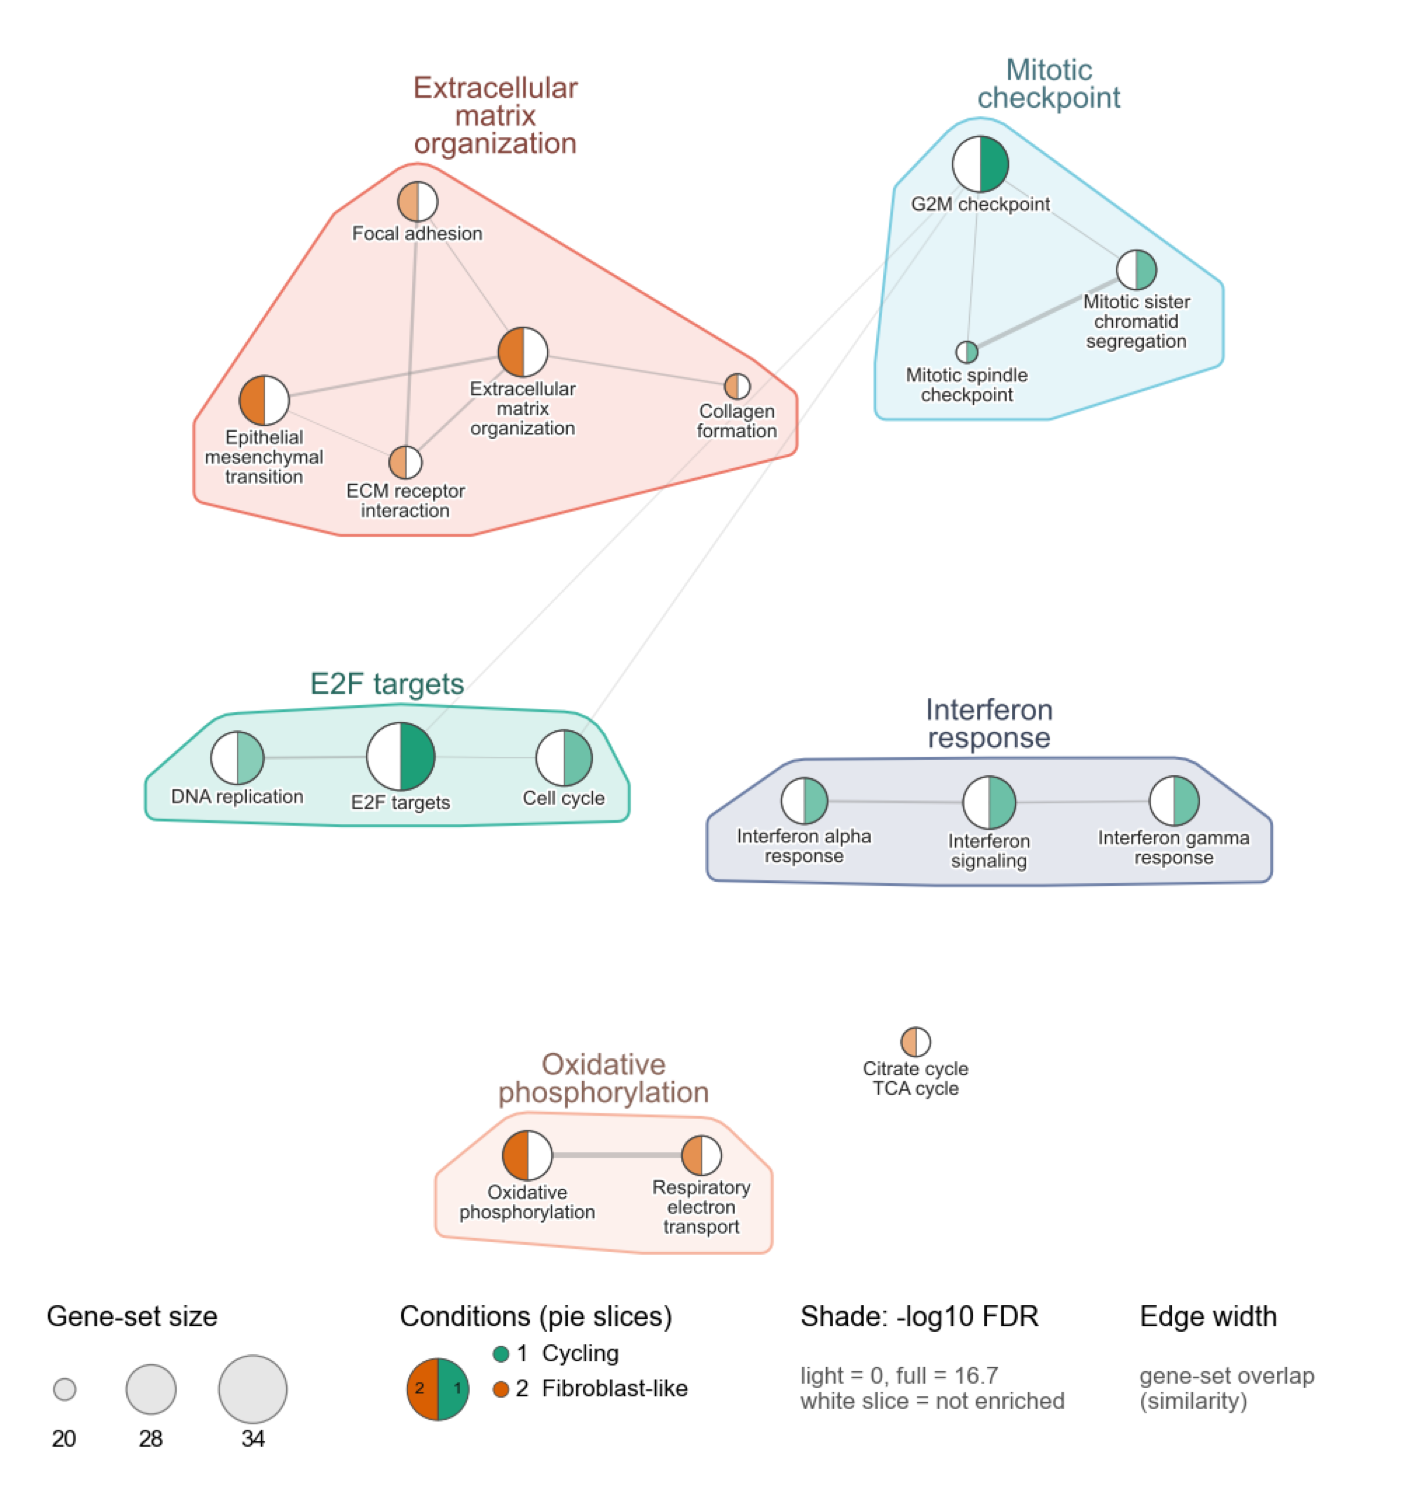 Mitotic
checkpoint
Extracellular
matrix
organization
G2M checkpoint
Focal adhesion
Mitotic sister
chromatid
segregation
Mitotic spindle
checkpoint
Extracellular
matrix
organization
Collagen
formation
Epithelial
mesenchymal
transition
ECM receptor
interaction
E2F targets
DNA replication
E2F targets
Cell cycle
Interferon
response
Interferon alpha
response
Interferon
signaling
Interferon gamma
response
Citrate cycle
TCA cycle
Oxidative
phosphorylation
Oxidative
phosphorylation
Respiratory
electron
transport
Gene-set size
20 28 34
Conditions (pie slices)
2 1
1 Cycling
2 Fibroblast-like
Shade: -log10 FDR
light = 0, full = 16.7
white slice = not enriched
Edge width
gene-set overlap
(similarity)